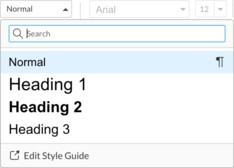 Normal Arial 12
Search
Normal
Heading 1
Heading 2
Heading 3
Edit Style Guide